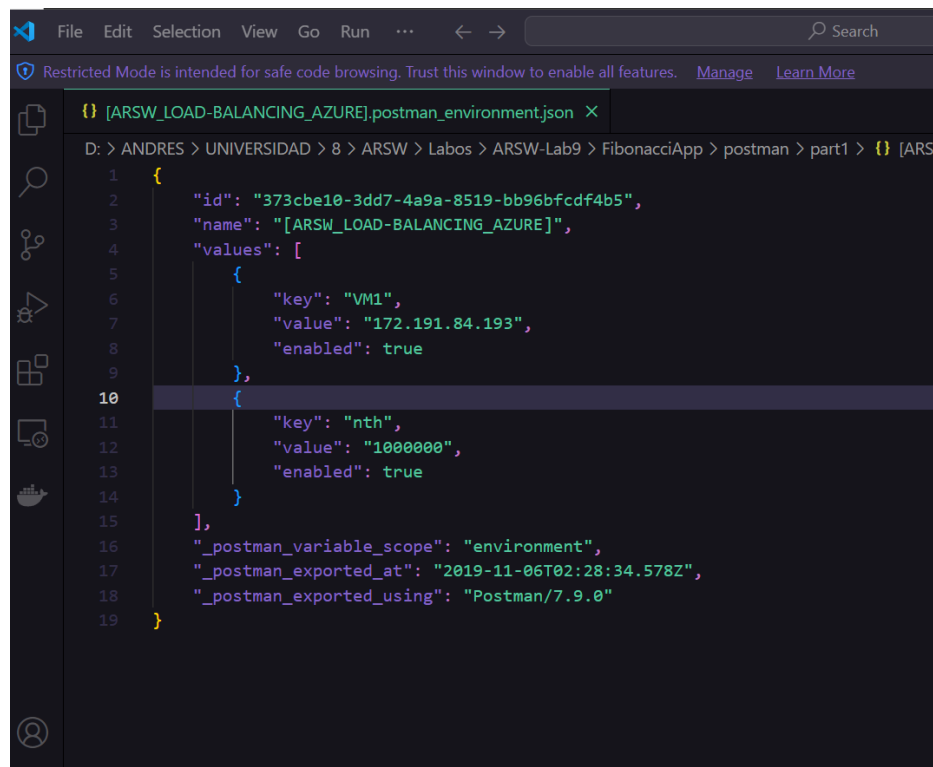 File Edit Selection View Go Run ··· ← → Search
Restricted Mode is intended for safe code browsing. Trust this window to enable all features. Manage Learn More
{} [ARSW_LOAD-BALANCING_AZURE].postman_environment.json ×
D: > ANDRES > UNIVERSIDAD > 8 > ARSW > Labos > ARSW-Lab9 > FibonacciApp > postman > part1 > {} [ARS
1 {
2 "id": "373cbe10-3dd7-4a9a-8519-bb96bfcdf4b5",
3 "name": "[ARSW_LOAD-BALANCING_AZURE]",
4 "values": [
5 {
6 "key": "VM1",
7 "value": "172.191.84.193",
8 "enabled": true
9 },
10 {
11 "key": "nth",
12 "value": "1000000",
13 "enabled": true
14 }
15 ],
16 "_postman_variable_scope": "environment",
17 "_postman_exported_at": "2019-11-06T02:28:34.578Z",
18 "_postman_exported_using": "Postman/7.9.0"
19 }